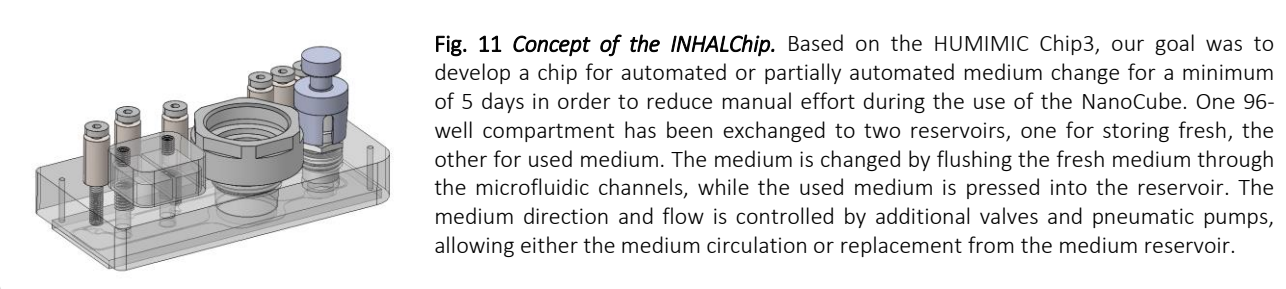 Fig. 11 Concept of the INHALChip. Based on the HUMIMIC Chip3, our goal was to
develop a chip for automated or partially automated medium change for a minimum
of 5 days in order to reduce manual effort during the use of the NanoCube. One 96-
well compartment has been exchanged to two reservoirs, one for storing fresh, the
other for used medium. The medium is changed by flushing the fresh medium through
the microfluidic channels, while the used medium is pressed into the reservoir. The
medium direction and flow is controlled by additional valves and pneumatic pumps,
allowing either the medium circulation or replacement from the medium reservoir.